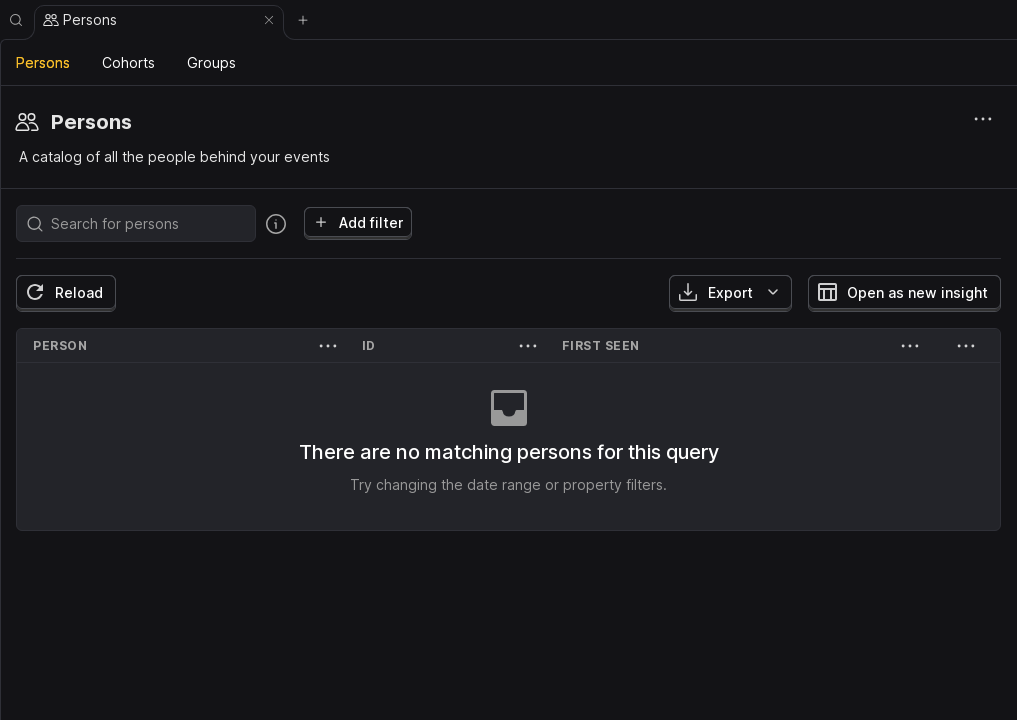 Persons
Persons
Cohorts
Groups
Persons
A catalog of all the people behind your events
Search for persons
Add filter
Reload
Export
Open as new insight
PERSON
ID
FIRST SEEN
There are no matching persons for this query
Try changing the date range or property filters.